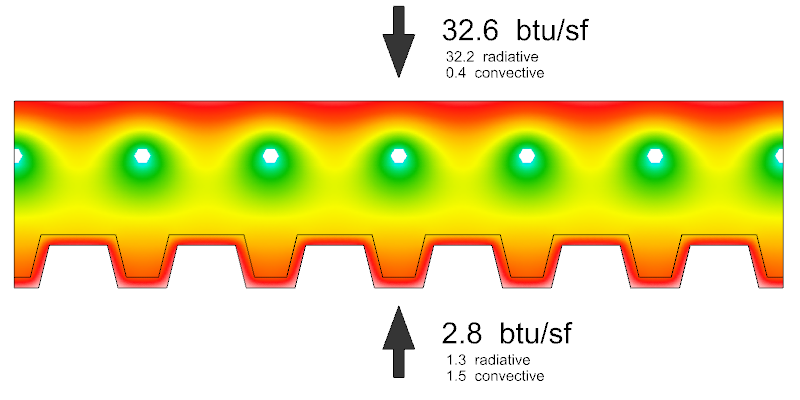 32.6 btu/sf
32.2 radiative
0.4 convective
2.8 btu/sf
1.3 radiative
1.5 convective